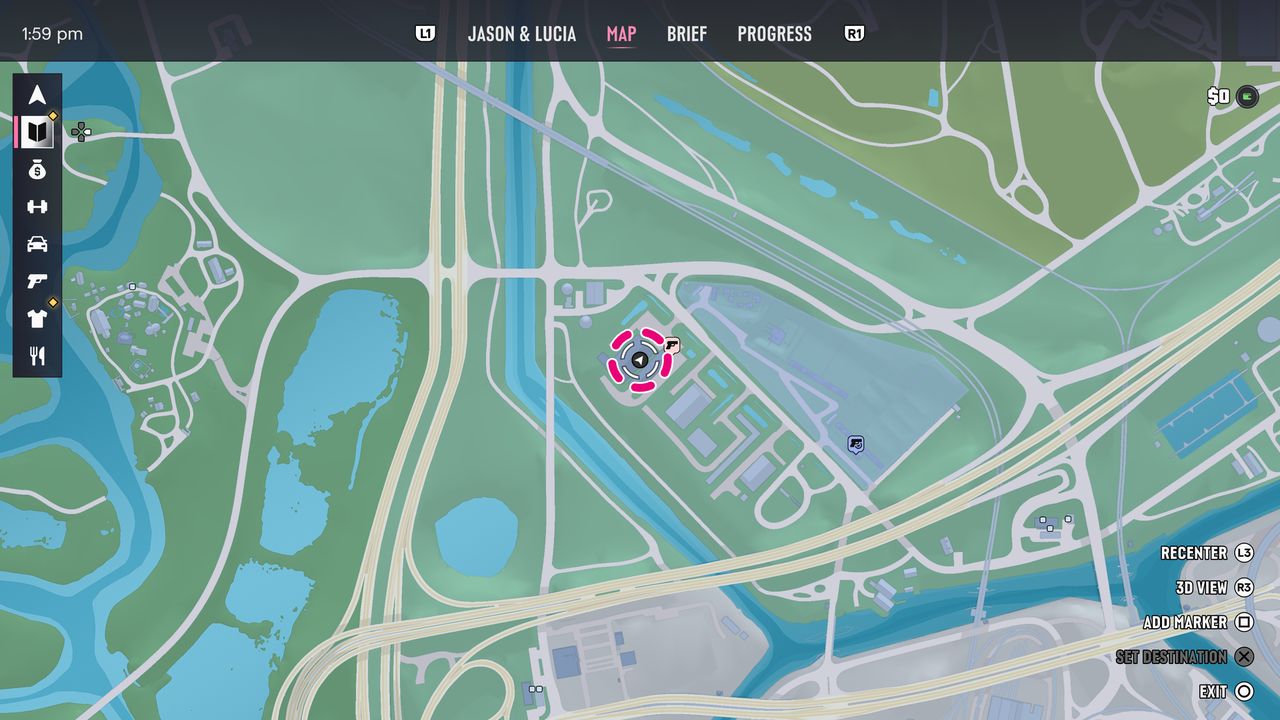 1:59 pm
L1 JASON & LUCIA MAP BRIEF PROGRESS R1
$0
RECENTER L3
3D VIEW R3
ADD MARKER
SET DESTINATION
EXIT